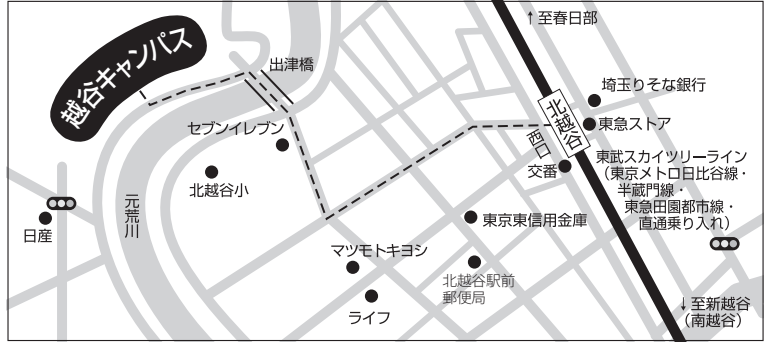 ↑至春日部
越谷キャンパス
出津橋
埼玉りそな銀行
北越谷
東急ストア
セブンイレブン
西口
交番
東武スカイツリーライン
（東京メトロ日比谷線・
半蔵門線・
東急田園都市線・
直通乗り入れ）
北越谷小
元荒川
日産
東京東信用金庫
マツモトキヨシ
北越谷駅前
郵便局
ライフ
↓至新越谷
（南越谷）